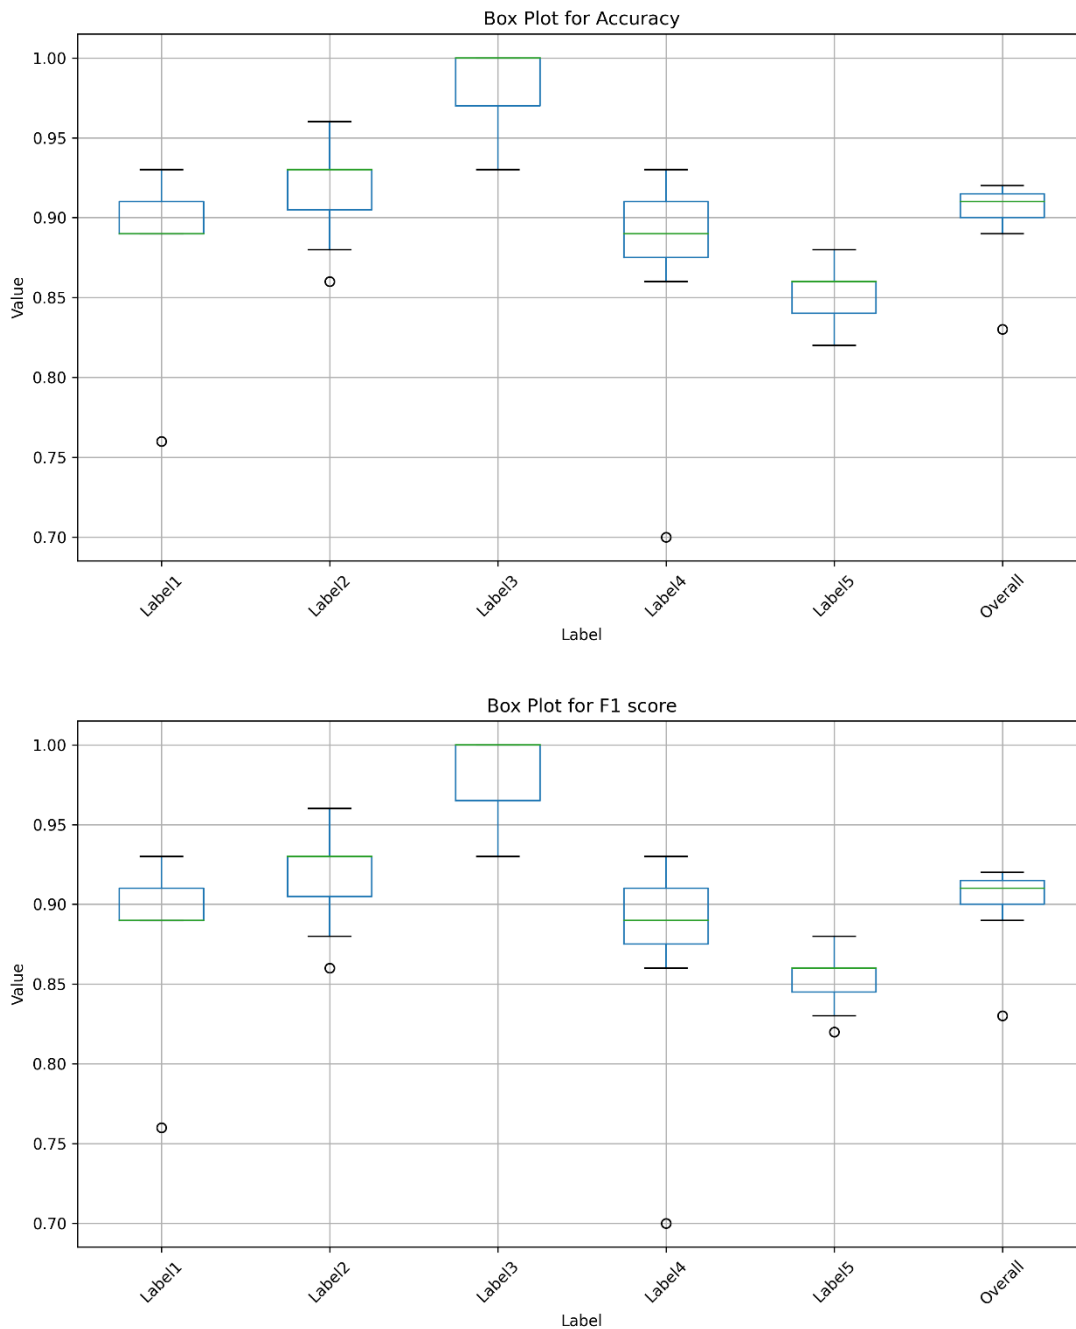 Box Plot for Accuracy
1.00
0.95
0.90
0.85
0.80
0.75
0.70
Value
Label1 Label2 Label3 Label4 Label5 Overall
Label
Box Plot for F1 score
1.00
0.95
0.90
0.85
0.80
0.75
0.70
Value
Label1 Label2 Label3 Label4 Label5 Overall
Label